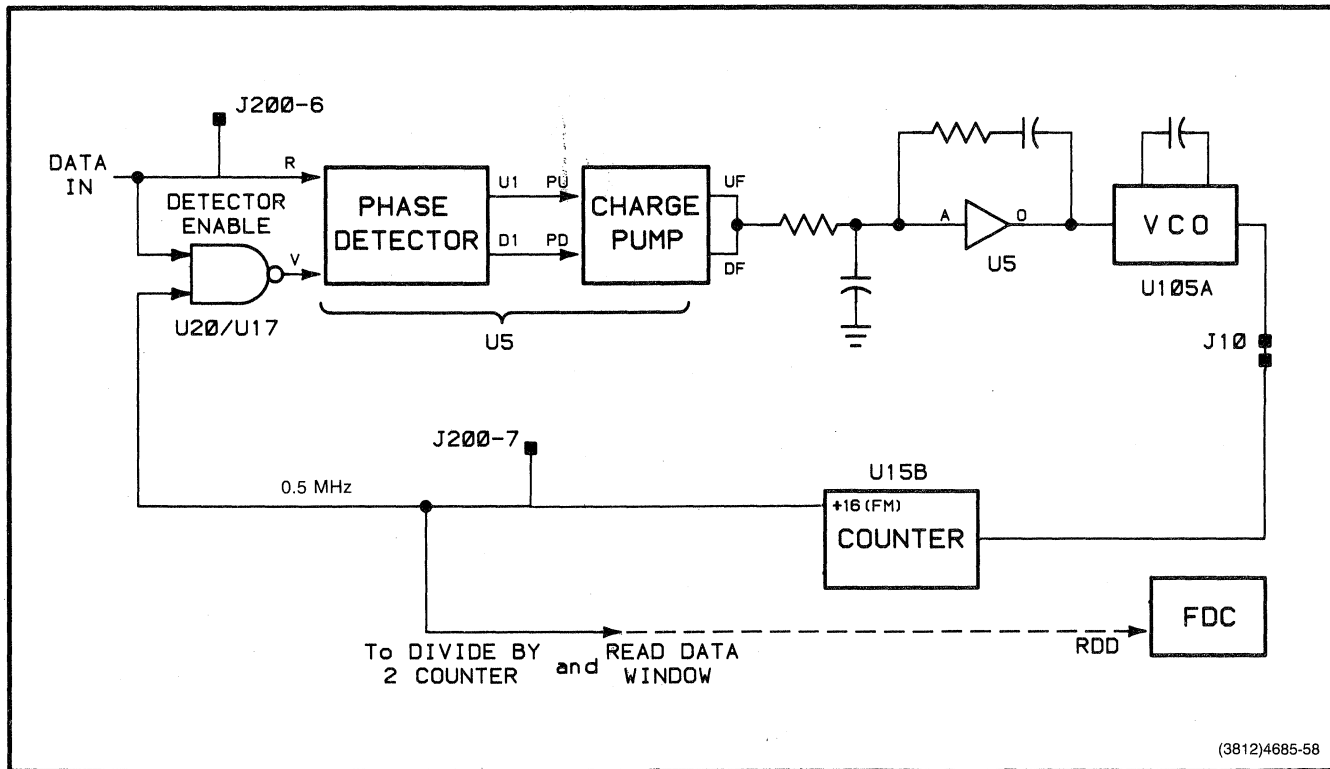 J200-6
DATA IN
R
DETECTOR ENABLE
V
U20/U17
PHASE DETECTOR
U1
D1
PU
PD
CHARGE PUMP
UF
DF
U5
A
O
U5
VCO
U105A
J10
J200-7
0.5 MHz
U15B
+16 (FM)
COUNTER
FDC
RDD
To DIVIDE BY 2 COUNTER
and
READ DATA WINDOW
(3812)4685-58